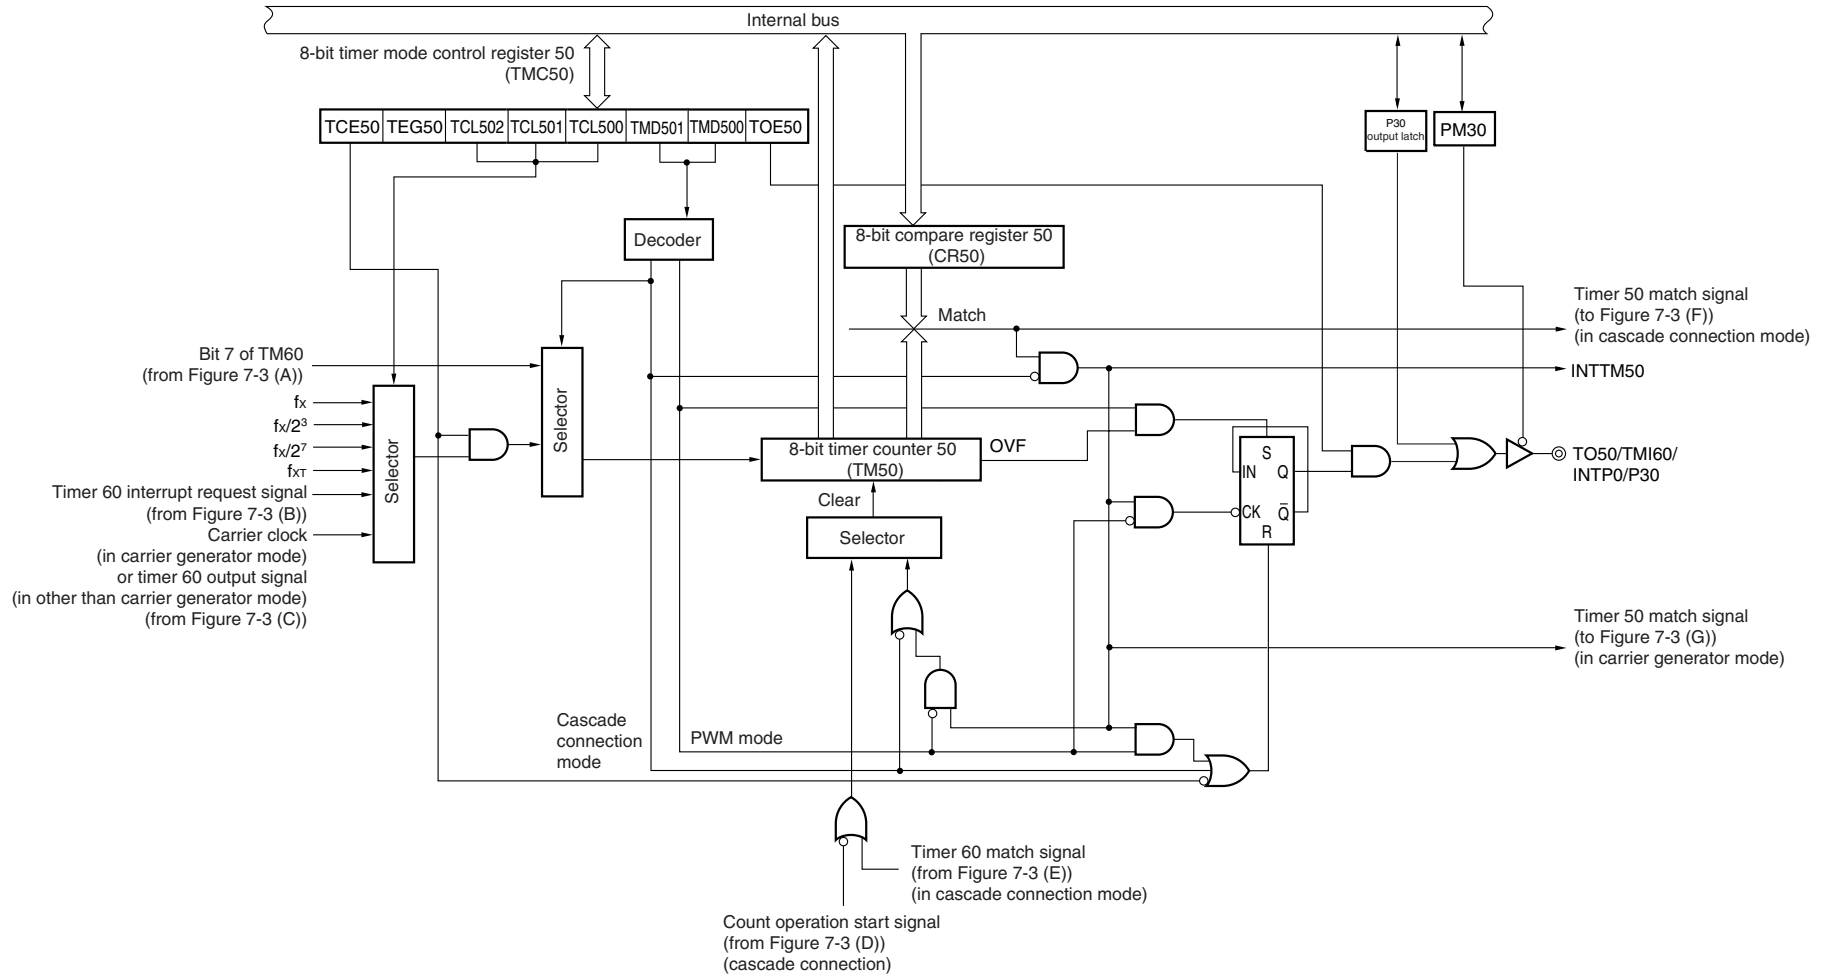 Internal bus
8-bit timer mode control register 50
(TMC50)
TCE50 TEG50 TCL502 TCL501 TCL500 TMD501 TMD500 TOE50
P30
output latch
PM30
Decoder
8-bit compare register 50
(CR50)
Match
Timer 50 match signal
(to Figure 7-3 (F))
(in cascade connection mode)
Bit 7 of TM60
(from Figure 7-3 (A))
INTTM50
fX
fX/2³
fX/2⁷
fXT
Timer 60 interrupt request signal
(from Figure 7-3 (B))
Carrier clock
(in carrier generator mode)
or timer 60 output signal
(in other than carrier generator mode)
(from Figure 7-3 (C))
Selector
Selector
8-bit timer counter 50
(TM50)
OVF
Clear
Selector
S
IN Q
CK Q̅
R
TO50/TMI60/
INTP0/P30
Timer 50 match signal
(to Figure 7-3 (G))
(in carrier generator mode)
Cascade
connection
mode
PWM mode
Timer 60 match signal
(from Figure 7-3 (E))
(in cascade connection mode)
Count operation start signal
(from Figure 7-3 (D))
(cascade connection)